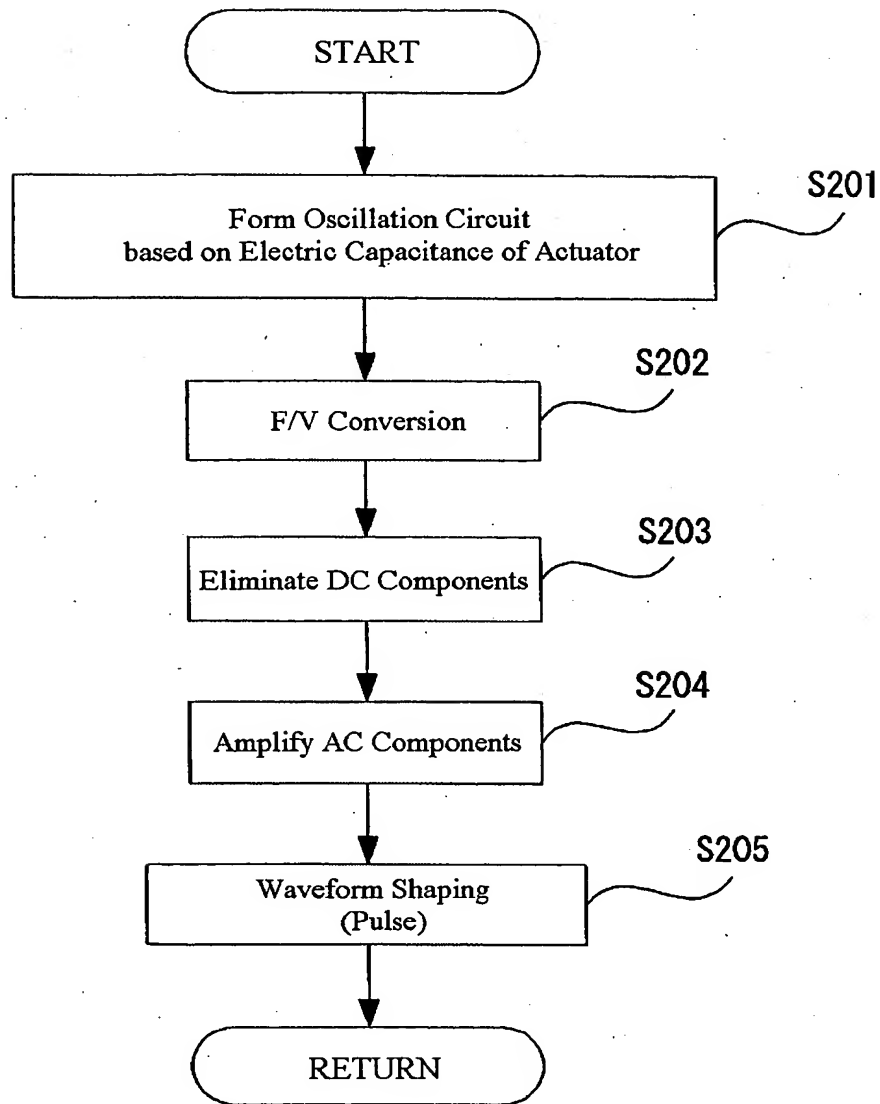 START
S201
Form Oscillation Circuit
based on Electric Capacitance of Actuator
S202
F/V Conversion
S203
Eliminate DC Components
S204
Amplify AC Components
S205
Waveform Shaping
(Pulse)
RETURN